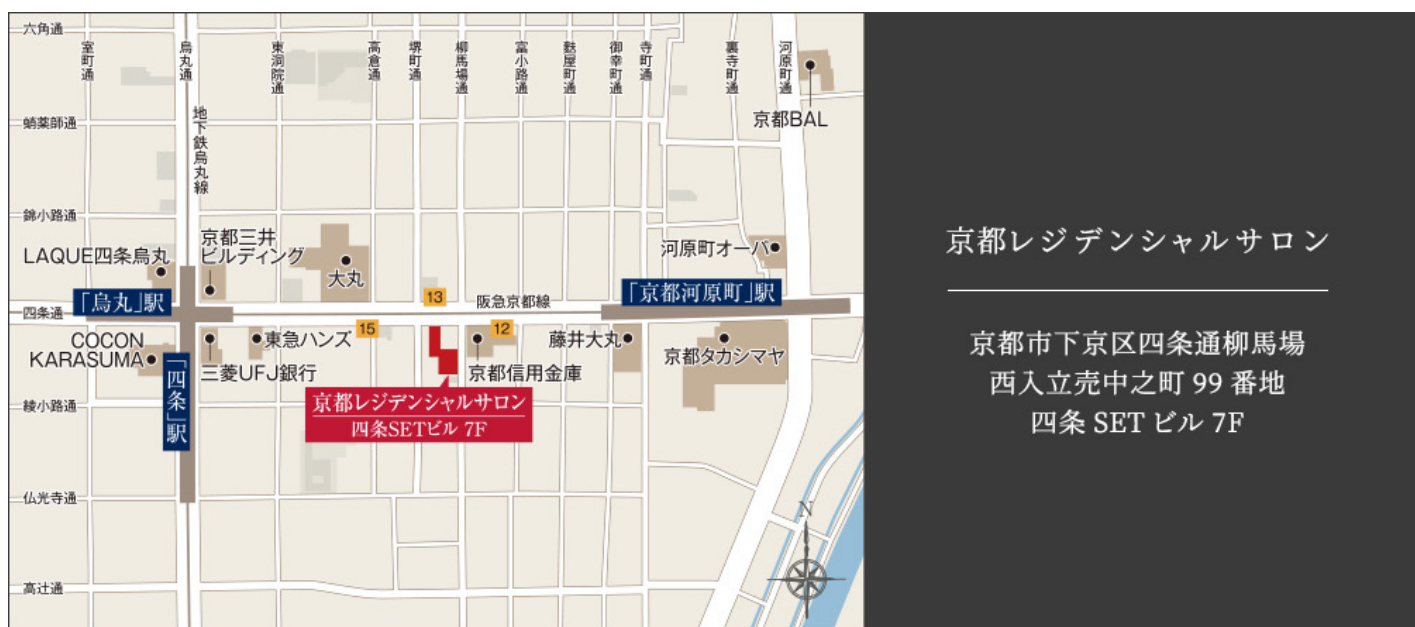 六角通
室町通
烏丸通
東洞院通
高倉通
堺町通
柳馬場通
富小路通
麩屋町通
御幸町通
寺町通
裏寺町通
河原町通
京都BAL
蛸薬師通
地下鉄烏丸線
錦小路通
京都三井
ビルディング
LAQUE四条烏丸
大丸
河原町オーパ
「烏丸」駅
13
阪急京都線
「京都河原町」駅
四条通
COCON
KARASUMA
東急ハンズ
15
12
三菱UFJ銀行
京都信用金庫
藤井大丸
京都タカシマヤ
「四条」駅
綾小路通
京都レジデンシャルサロン
四条SETビル 7F
仏光寺通
高辻通
N
京都レジデンシャルサロン
京都市下京区四条通柳馬場
西入立売中之町 99 番地
四条 SET ビル 7F